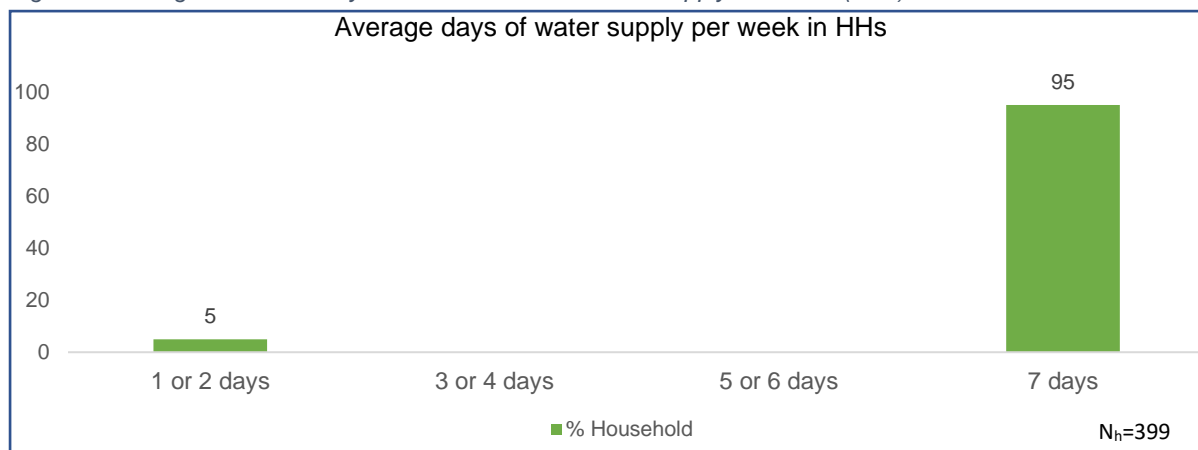 Average days of water supply per week in HHs
95
100
80
60
40
20
5
0
1 or 2 days 3 or 4 days 5 or 6 days 7 days
% Household
Nh=399